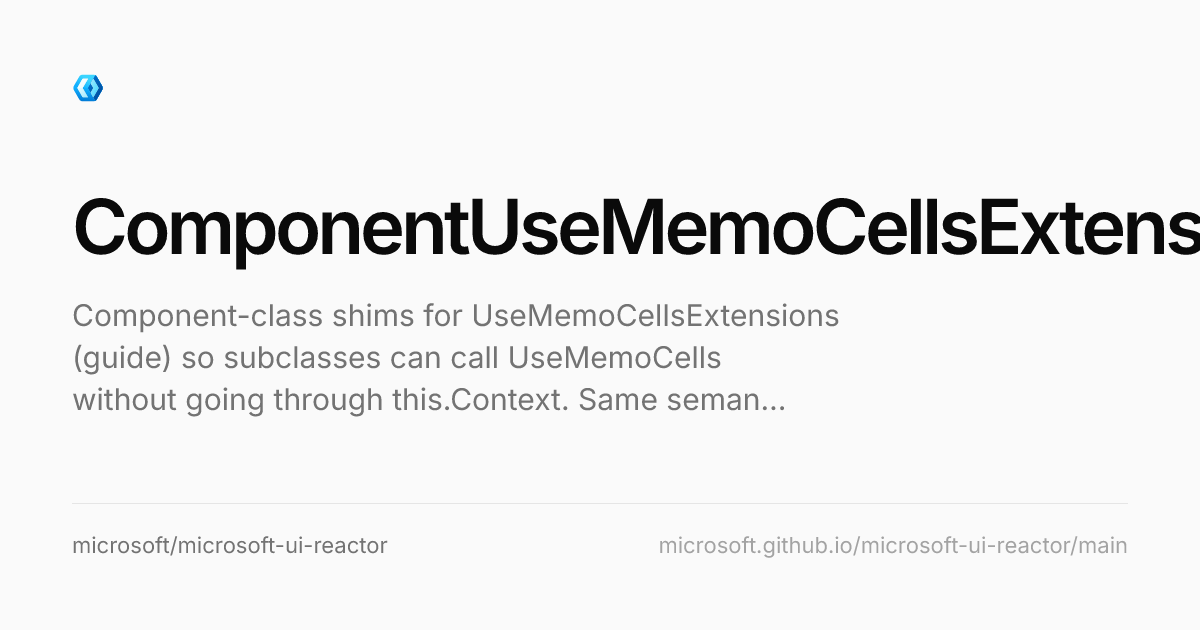 ComponentUseMemoCellsExtens
Component-class shims for UseMemoCellsExtensions
(guide) so subclasses can call UseMemoCells
without going through this.Context. Same seman...
microsoft/microsoft-ui-reactor
microsoft.github.io/microsoft-ui-reactor/main